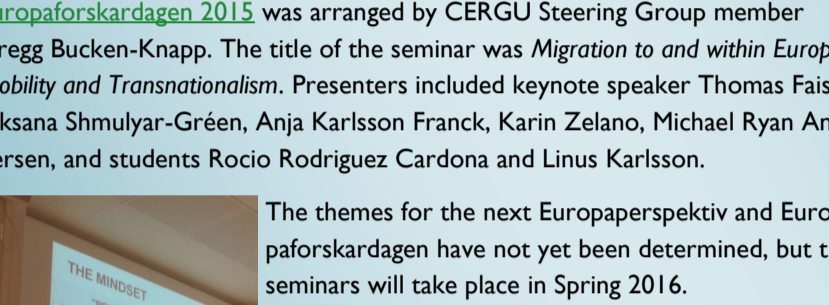 uropaforskardagen 2015 was arranged by CERGU Steering Group member
regg Bucken-Knapp. The title of the seminar was Migration to and within Europ
obility and Transnationalism. Presenters included keynote speaker Thomas Fais
ksana Shmulyar-Gréen, Anja Karlsson Franck, Karin Zelano, Michael Ryan An
ersen, and students Rocio Rodriguez Cardona and Linus Karlsson.
The themes for the next Europaperspektiv and Euro
paforskardagen have not yet been determined, but t
seminars will take place in Spring 2016.
THE MINDSET